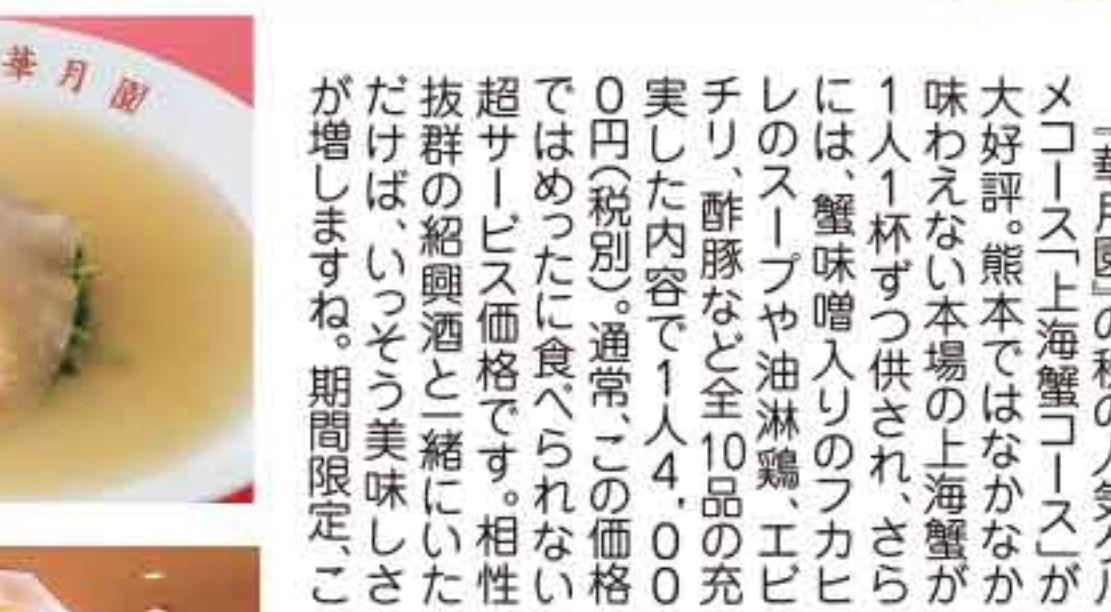 『華月園』の秋の人気グル
メコース「上海蟹コース」が
大好評。熊本ではなかなか
味わえない本場の上海蟹が
1人1杯ずつ供され、さら
には、蟹味噌入りのフカヒ
レのスープや油淋鶏、エビ
チリ、酢豚など全10品の充
実した内容で1人4,00
0円(税別)。通常、この価格
ではめったに食べられない
超サービス価格です。相性
抜群の紹興酒と一緒にいた
だけば、いっそう美味しさ
が増しますね。期間限定、こ
華月園